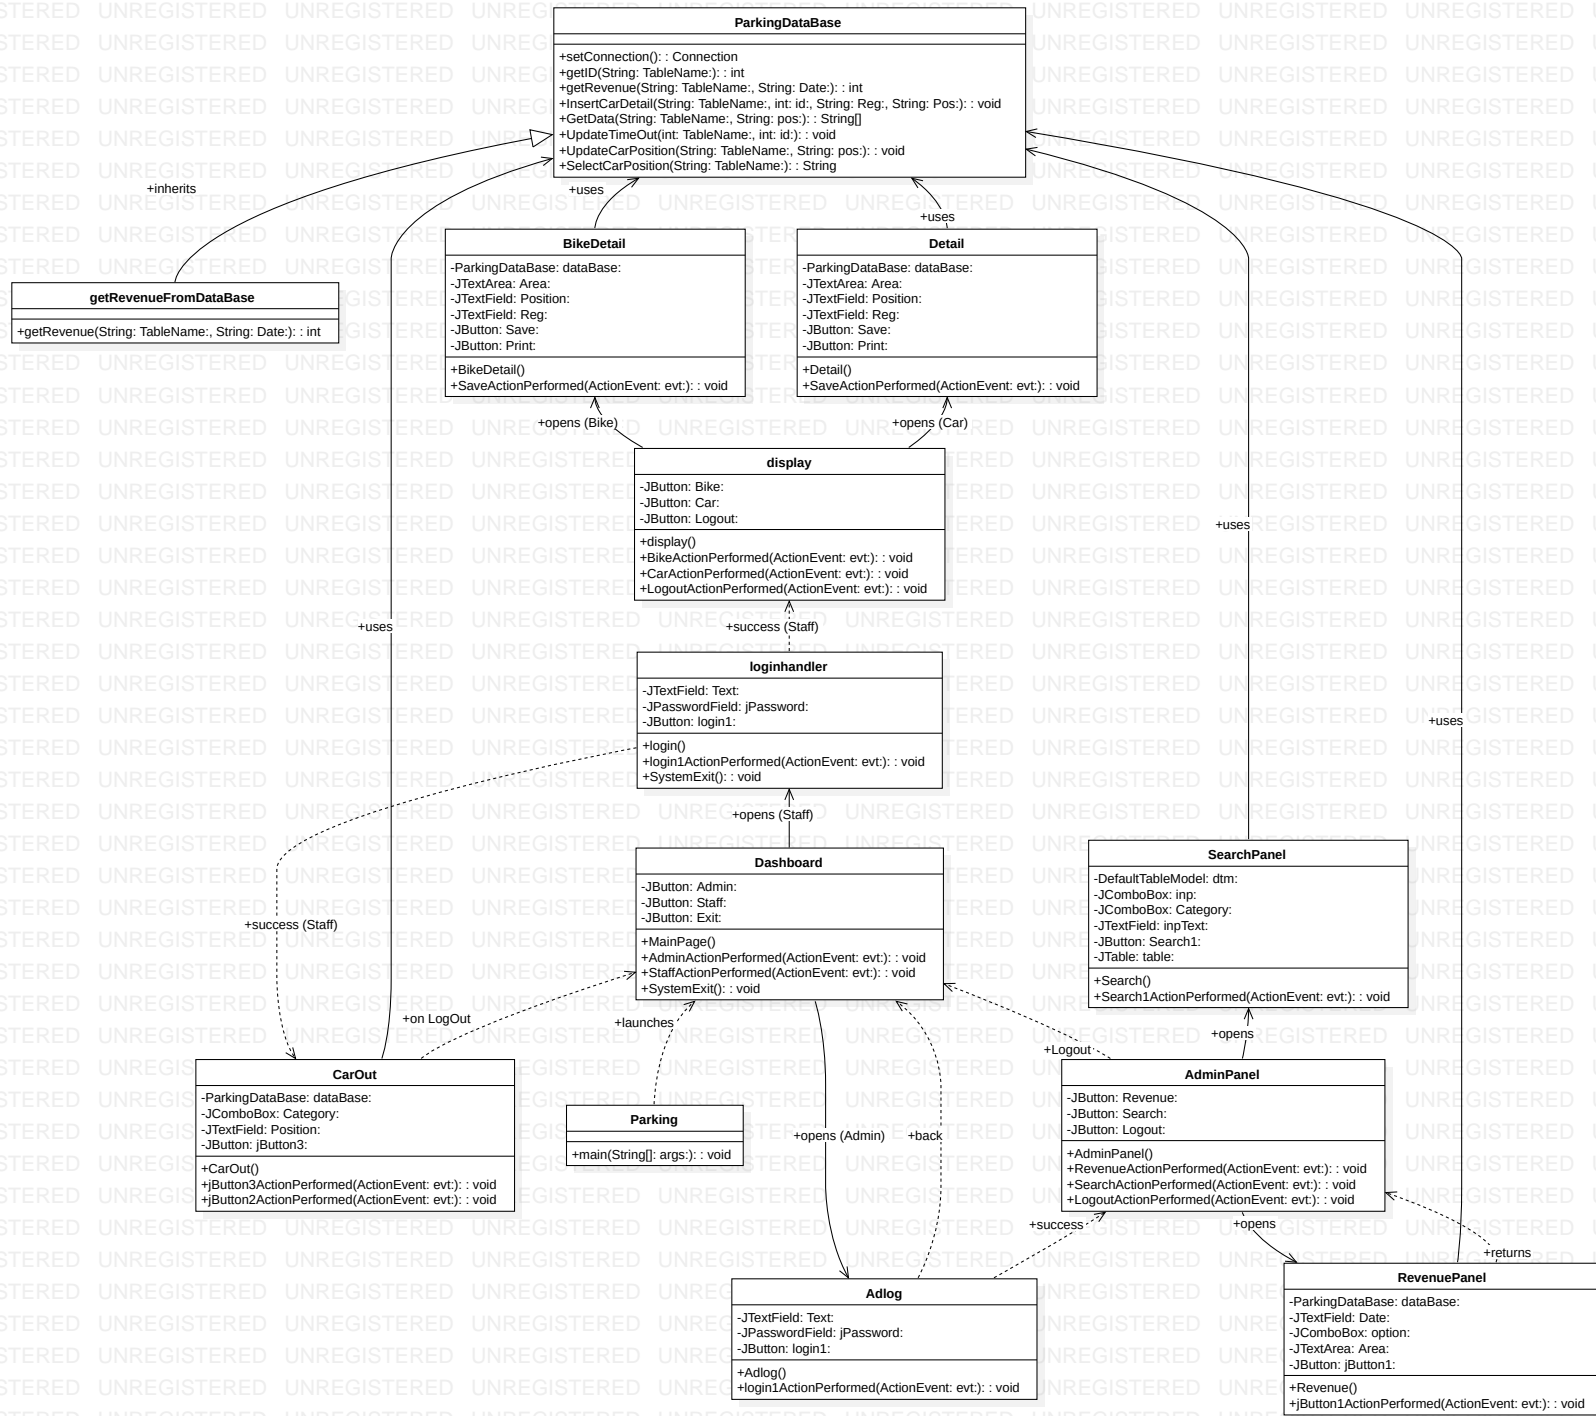 ParkingDataBase
+setConnection(): : Connection
+getID(String: TableName:): : int
+getRevenue(String: TableName:, String: Date:): : int
+InsertCarDetail(String: TableName:, int: id:, String: Reg:, String: Pos:): : void
+GetData(String: TableName:, String: pos:): : String[]
+UpdateTimeOut(int: TableName:, int: id:): : void
+UpdateCarPosition(String: TableName:, String: pos:): : void
+SelectCarPosition(String: TableName:): : String
+inherits
+uses
+uses
getRevenueFromDataBase
+getRevenue(String: TableName:, String: Date:): : int
BikeDetail
-ParkingDataBase: dataBase:
-JTextArea: Area:
-JTextField: Position:
-JTextField: Reg:
-JButton: Save:
-JButton: Print:
+BikeDetail()
+SaveActionPerformed(ActionEvent: evt:): : void
Detail
-ParkingDataBase: dataBase:
-JTextArea: Area:
-JTextField: Position:
-JTextField: Reg:
-JButton: Save:
-JButton: Print:
+Detail()
+SaveActionPerformed(ActionEvent: evt:): : void
+opens (Bike)
+opens (Car)
display
-JButton: Bike:
-JButton: Car:
-JButton: Logout:
+display()
+BikeActionPerformed(ActionEvent: evt:): : void
+CarActionPerformed(ActionEvent: evt:): : void
+LogoutActionPerformed(ActionEvent: evt:): : void
+uses
+uses
+success (Staff)
loginhandler
-JTextField: Text:
-JPasswordField: jPassword:
-JButton: login1:
+login()
+login1ActionPerformed(ActionEvent: evt:): : void
+SystemExit(): : void
+uses
+opens (Staff)
Dashboard
-JButton: Admin:
-JButton: Staff:
-JButton: Exit:
+MainPage()
+AdminActionPerformed(ActionEvent: evt:): : void
+StaffActionPerformed(ActionEvent: evt:): : void
+SystemExit(): : void
SearchPanel
-DefaultTableModel: dtm:
-JComboBox: inp:
-JComboBox: Category:
-JTextField: inpText:
-JButton: Search1:
-JTable: table:
+Search()
+Search1ActionPerformed(ActionEvent: evt:): : void
+success (Staff)
+on LogOut
+launches
+Logout
+opens
CarOut
-ParkingDataBase: dataBase:
-JComboBox: Category:
-JTextField: Position:
-JButton: jButton3:
+CarOut()
+jButton3ActionPerformed(ActionEvent: evt:): : void
+jButton2ActionPerformed(ActionEvent: evt:): : void
Parking
+main(String[]: args:): : void
+opens (Admin)
+back
AdminPanel
-JButton: Revenue:
-JButton: Search:
-JButton: Logout:
+AdminPanel()
+RevenueActionPerformed(ActionEvent: evt:): : void
+SearchActionPerformed(ActionEvent: evt:): : void
+LogoutActionPerformed(ActionEvent: evt:): : void
+success
+opens
+returns
Adlog
-JTextField: Text:
-JPasswordField: jPassword:
-JButton: login1:
+Adlog()
+login1ActionPerformed(ActionEvent: evt:): : void
RevenuePanel
-ParkingDataBase: dataBase:
-JTextField: Date:
-JComboBox: option:
-JTextArea: Area:
-JButton: jButton1:
+Revenue()
+jButton1ActionPerformed(ActionEvent: evt:): : void
UNREGISTERED